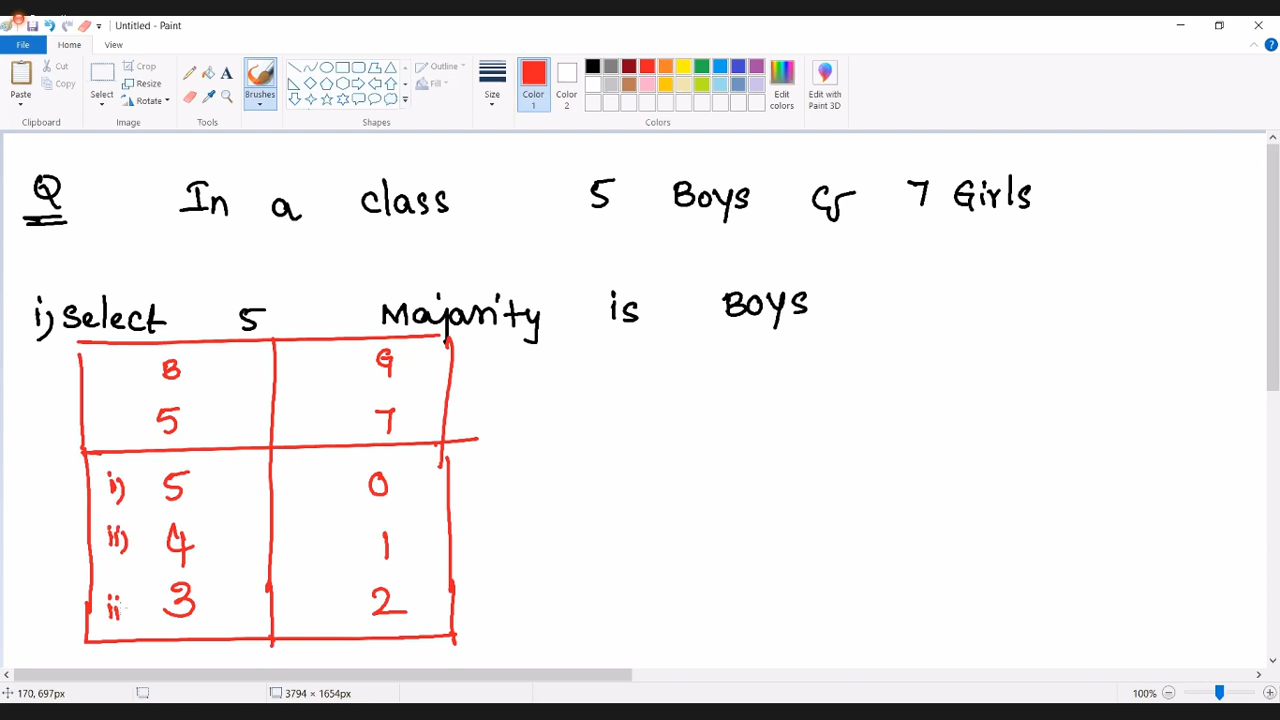 Untitled - Paint
File Home View
Paste
Cut
Copy
Clipboard
Select
Crop
Resize
Rotate
Image
Tools
Brushes
Outline
Fill
Shapes
Size
Color 1
Color 2
Colors
Edit colors
Edit with Paint 3D
Q In a class 5 Boys & 7 Girls
i) Select 5 Majarity is Boys
B G
5 7
i) 5 0
ii) 4 1
ii 3 2
170, 697px 3794 × 1654px 100%